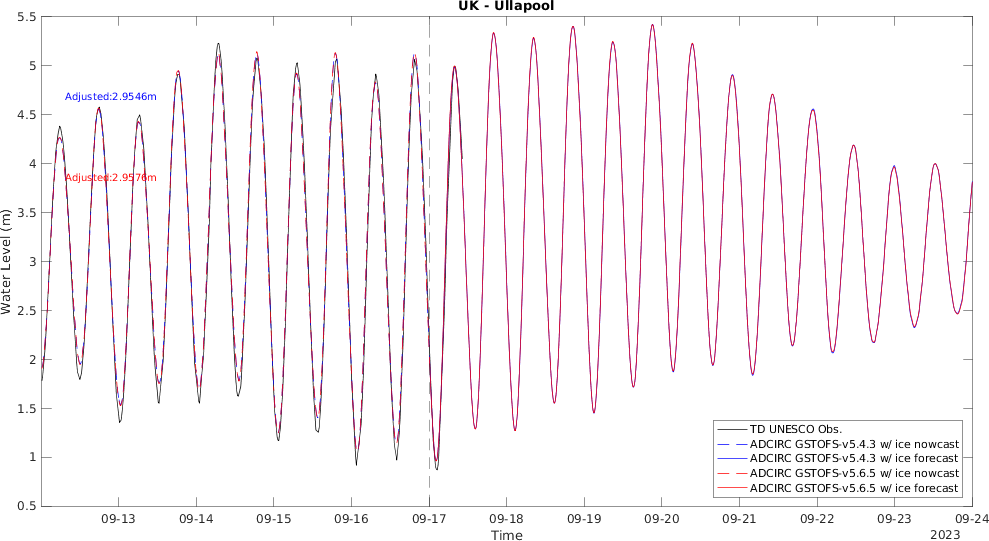 UK - Ullapool
5.5
5
4.5
4
3.5
3
2.5
2
1.5
1
0.5
Water Level (m)
Adjusted:2.9546m
Adjusted:2.9576m
TD UNESCO Obs.
ADCIRC GSTOFS-v5.4.3 w/ ice nowcast
ADCIRC GSTOFS-v5.4.3 w/ ice forecast
ADCIRC GSTOFS-v5.6.5 w/ ice nowcast
ADCIRC GSTOFS-v5.6.5 w/ ice forecast
09-13 09-14 09-15 09-16 09-17 09-18 09-19 09-20 09-21 09-22 09-23 09-24
Time
2023